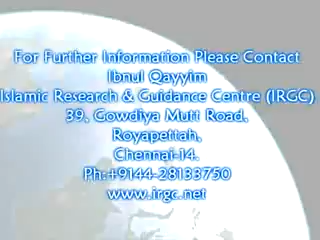 For Further Information Please Contact
Ibnul Qayyim
Islamic Research & Guidance Centre (IRGC)
39, Gowdiya Mutt Road,
Royapettah,
Chennai-14.
Ph:+9144-28133750
www.irgc.net